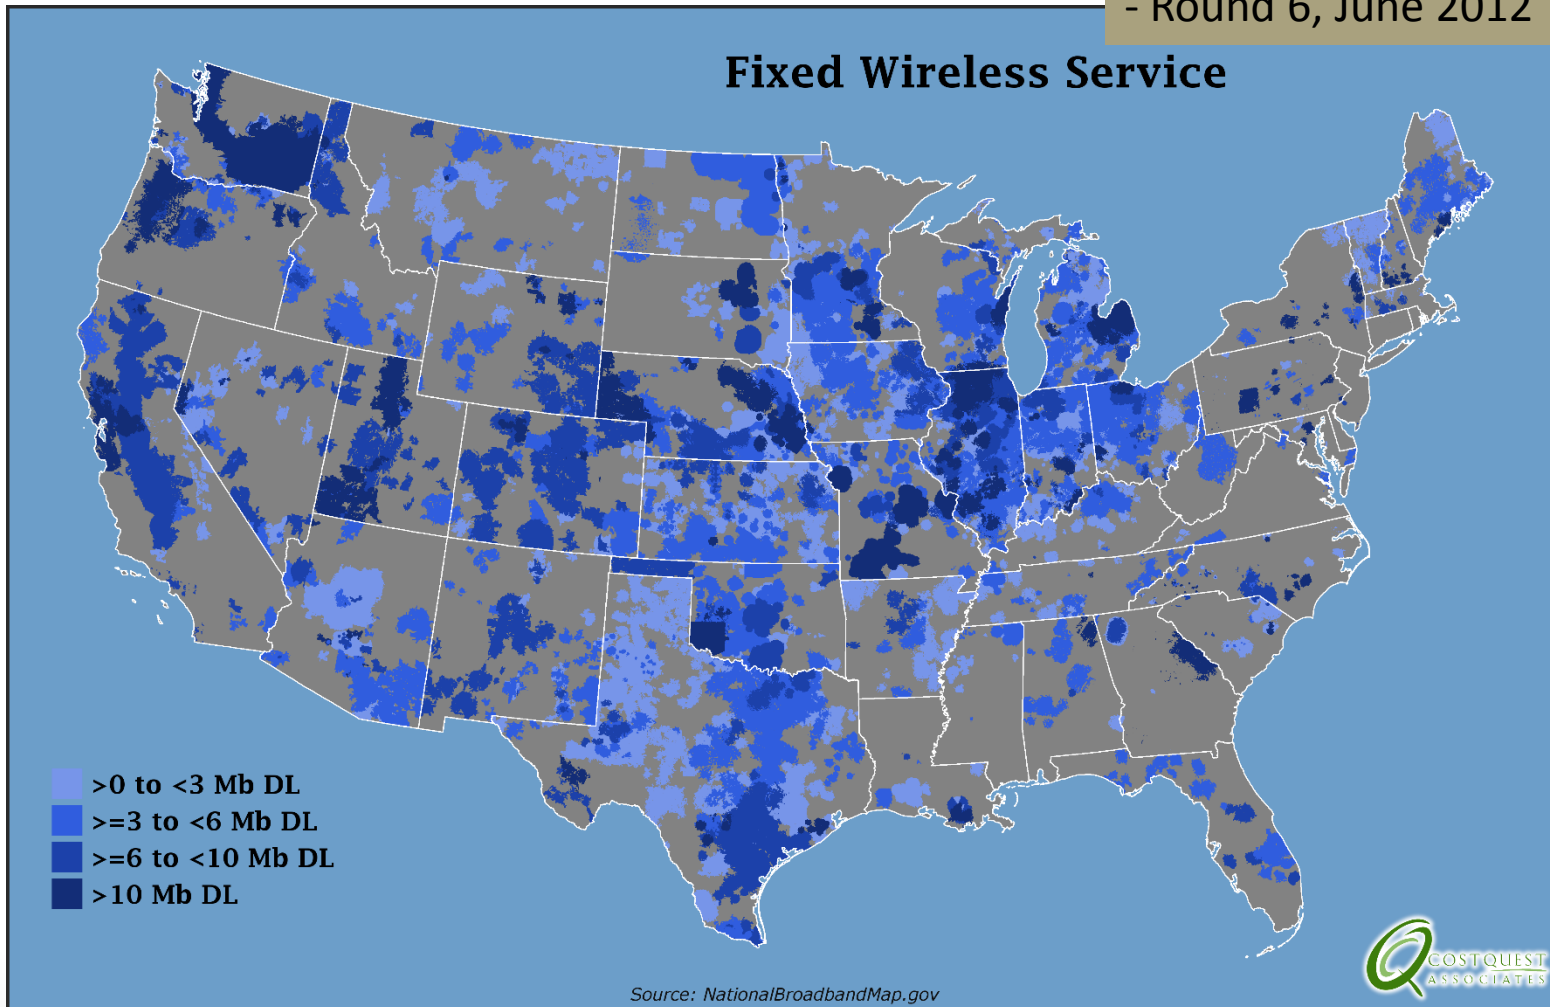 - Round 6, June 2012
Fixed Wireless Service
>0 to <3 Mb DL
>=3 to <6 Mb DL
>=6 to <10 Mb DL
>10 Mb DL
COSTQUEST
ASSOCIATES
Source: NationalBroadbandMap.gov